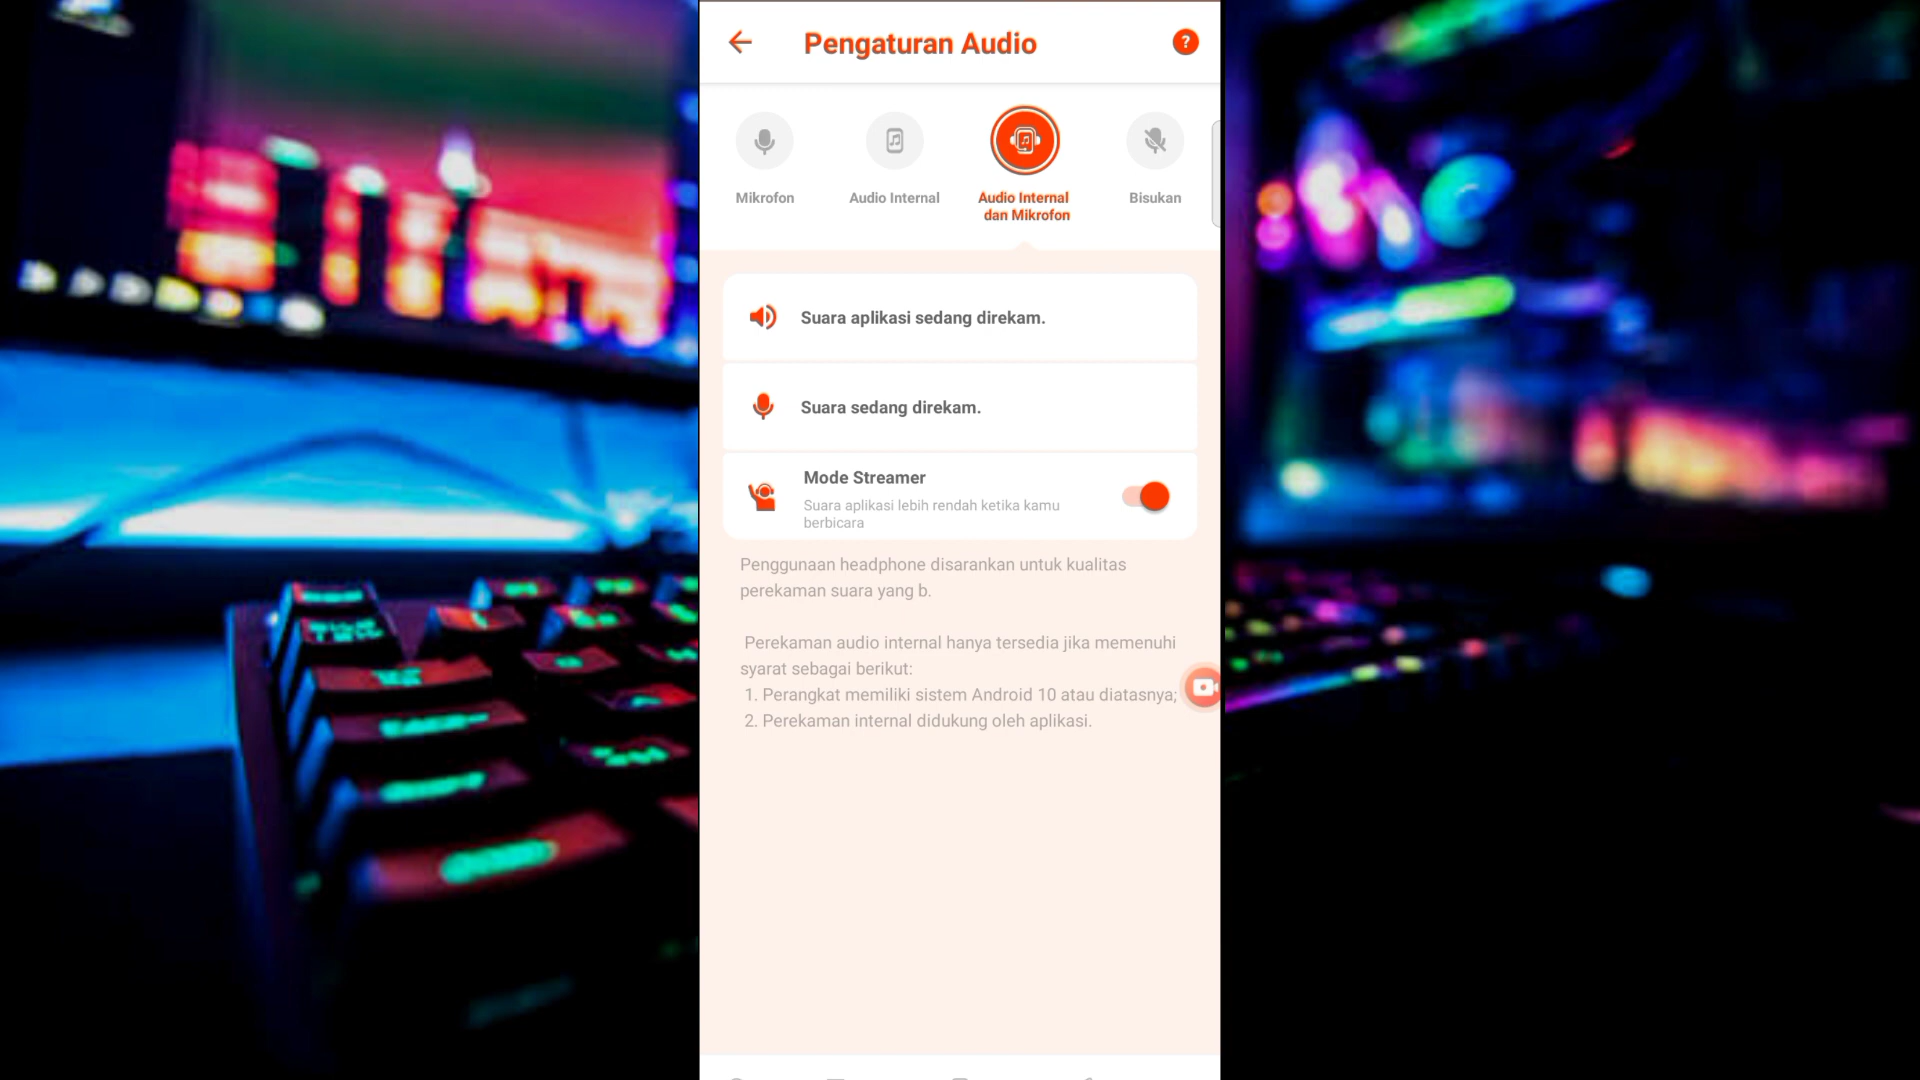 Pengaturan Audio
?
Mikrofon
Audio Internal
Audio Internal
dan Mikrofon
Bisukan
Suara aplikasi sedang direkam.
Suara sedang direkam.
Mode Streamer
Suara aplikasi lebih rendah ketika kamu
berbicara
Penggunaan headphone disarankan untuk kualitas
perekaman suara yang b.
Perekaman audio internal hanya tersedia jika memenuhi
syarat sebagai berikut:
1. Perangkat memiliki sistem Android 10 atau diatasnya;
2. Perekaman internal didukung oleh aplikasi.